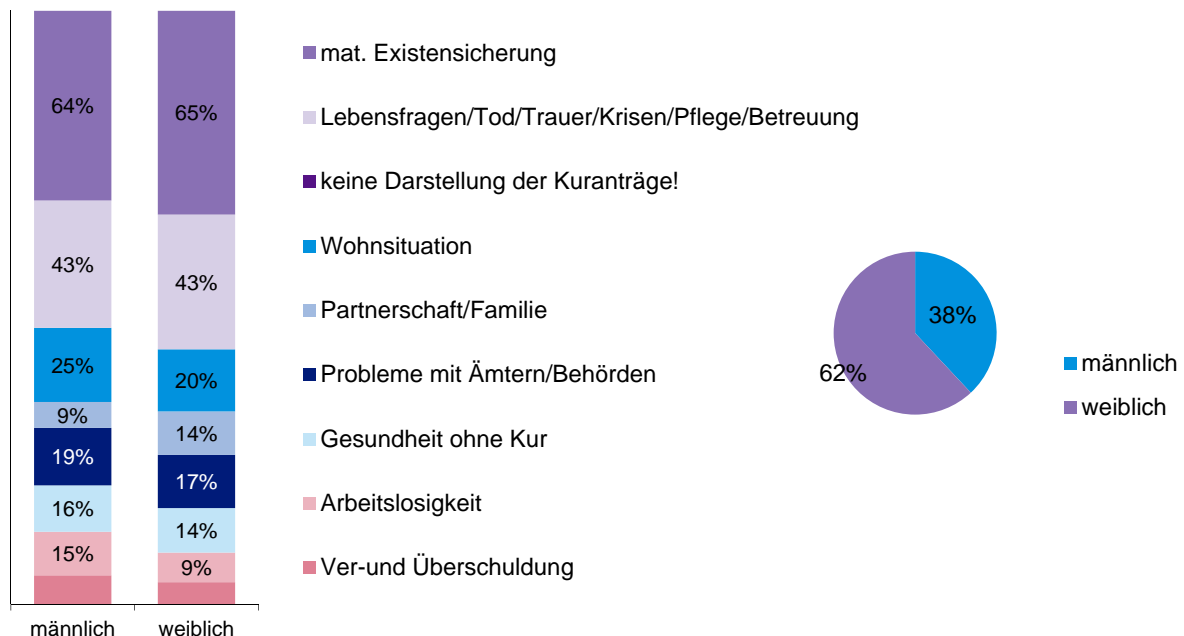 64%
43%
25%
9%
19%
16%
15%
männlich
65%
43%
20%
14%
17%
14%
9%
weiblich
mat. Existensicherung
Lebensfragen/Tod/Trauer/Krisen/Pflege/Betreuung
keine Darstellung der Kuranträge!
Wohnsituation
Partnerschaft/Familie
Probleme mit Ämtern/Behörden
Gesundheit ohne Kur
Arbeitslosigkeit
Ver-und Überschuldung
38%
62%
männlich
weiblich